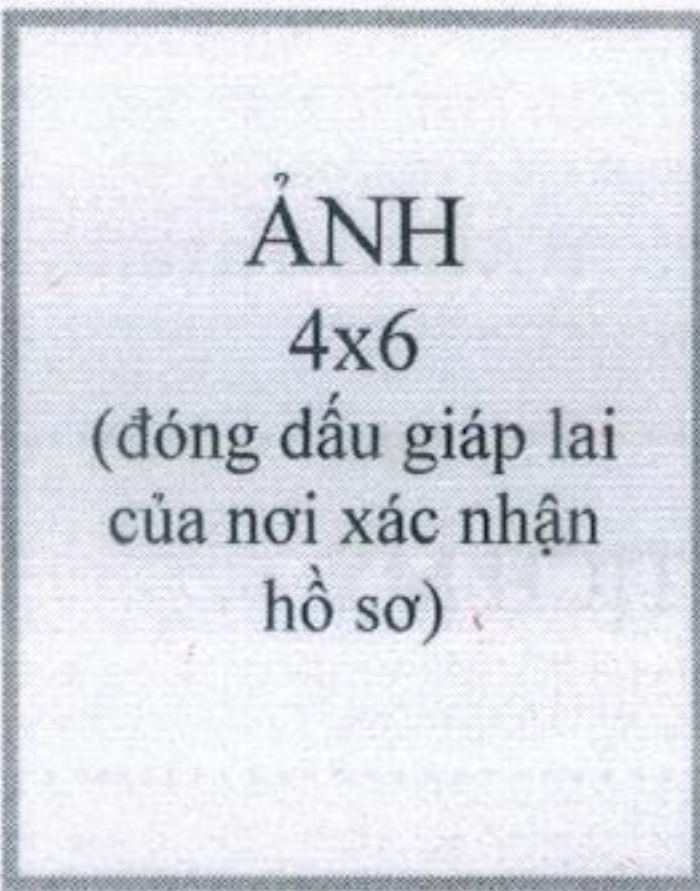 ẢNH
4x6
(đóng dấu giáp lai
của nơi xác nhận
hồ sơ)